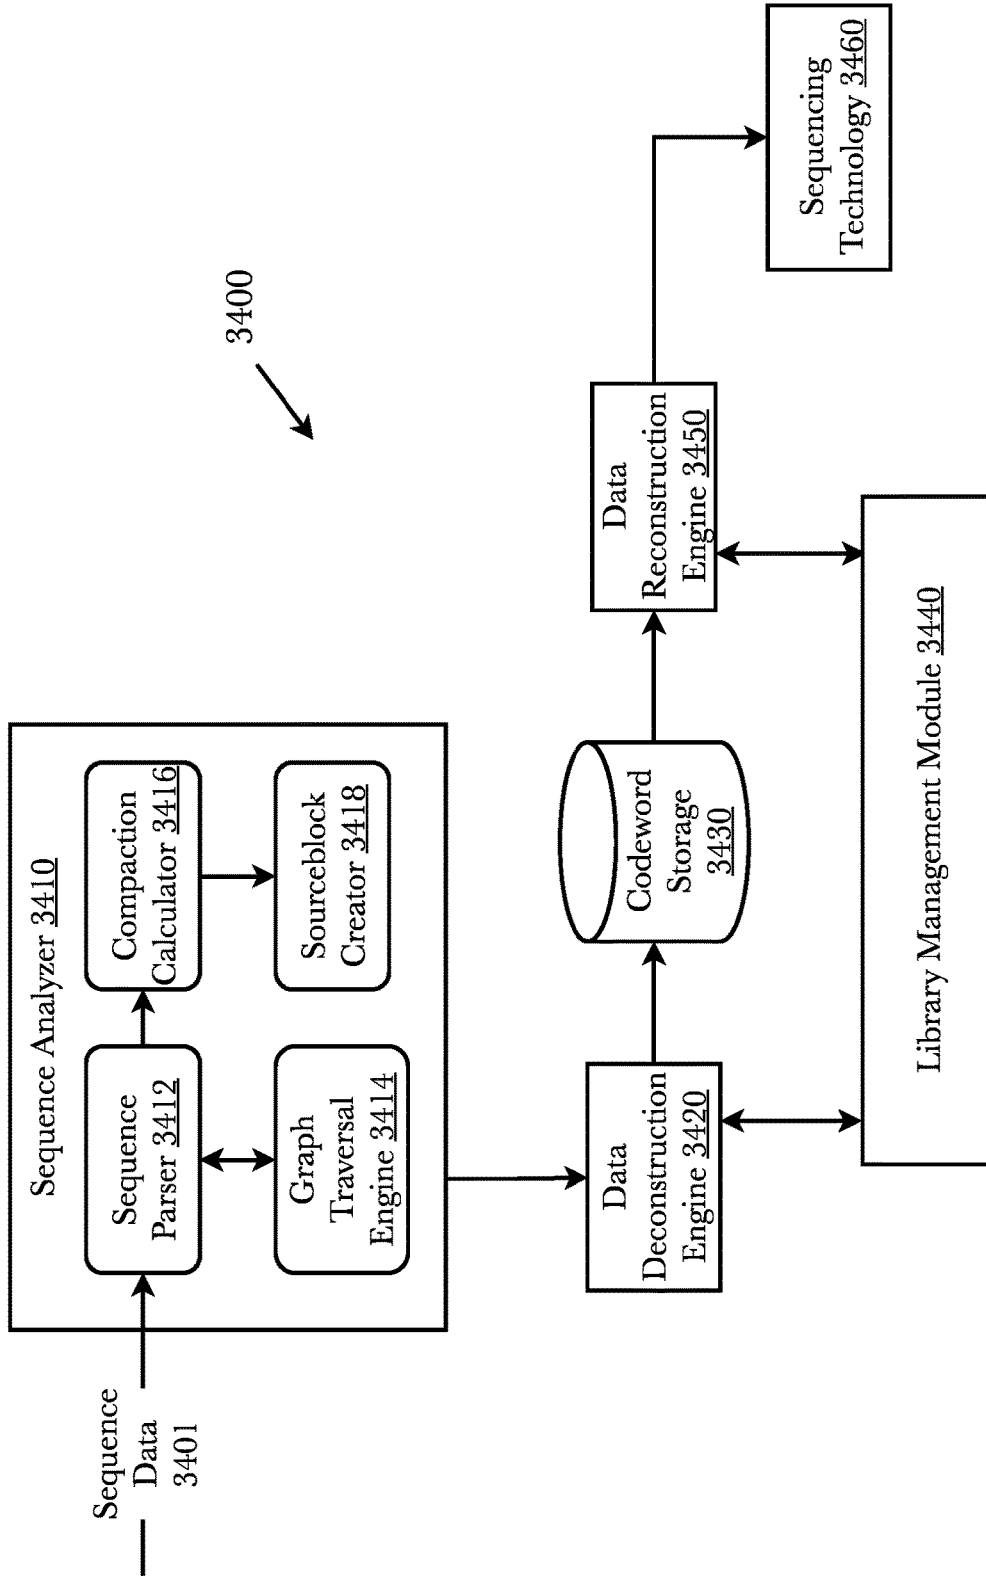 3400
Sequence
Data
3401
Sequence Analyzer 3410
Sequence
Parser 3412
Compaction
Calculator 3416
Graph
Traversal
Engine 3414
Sourceblock
Creator 3418
Data
Deconstruction
Engine 3420
Codeword
Storage
3430
Data
Reconstruction
Engine 3450
Sequencing
Technology 3460
Library Management Module 3440